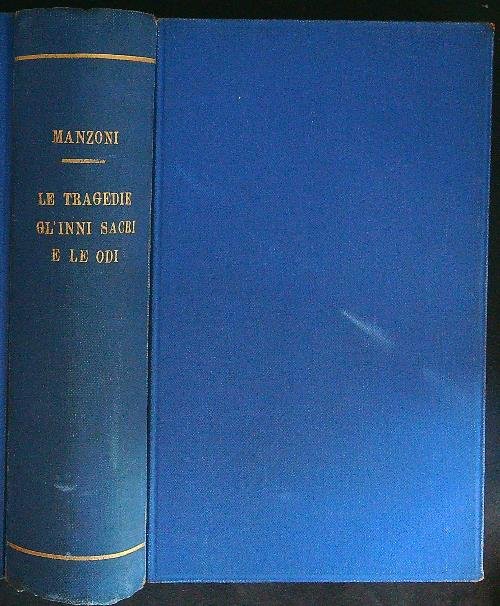 MANZONI
LE TRAGEDIE
GL'INNI SACRI
E LE ODI